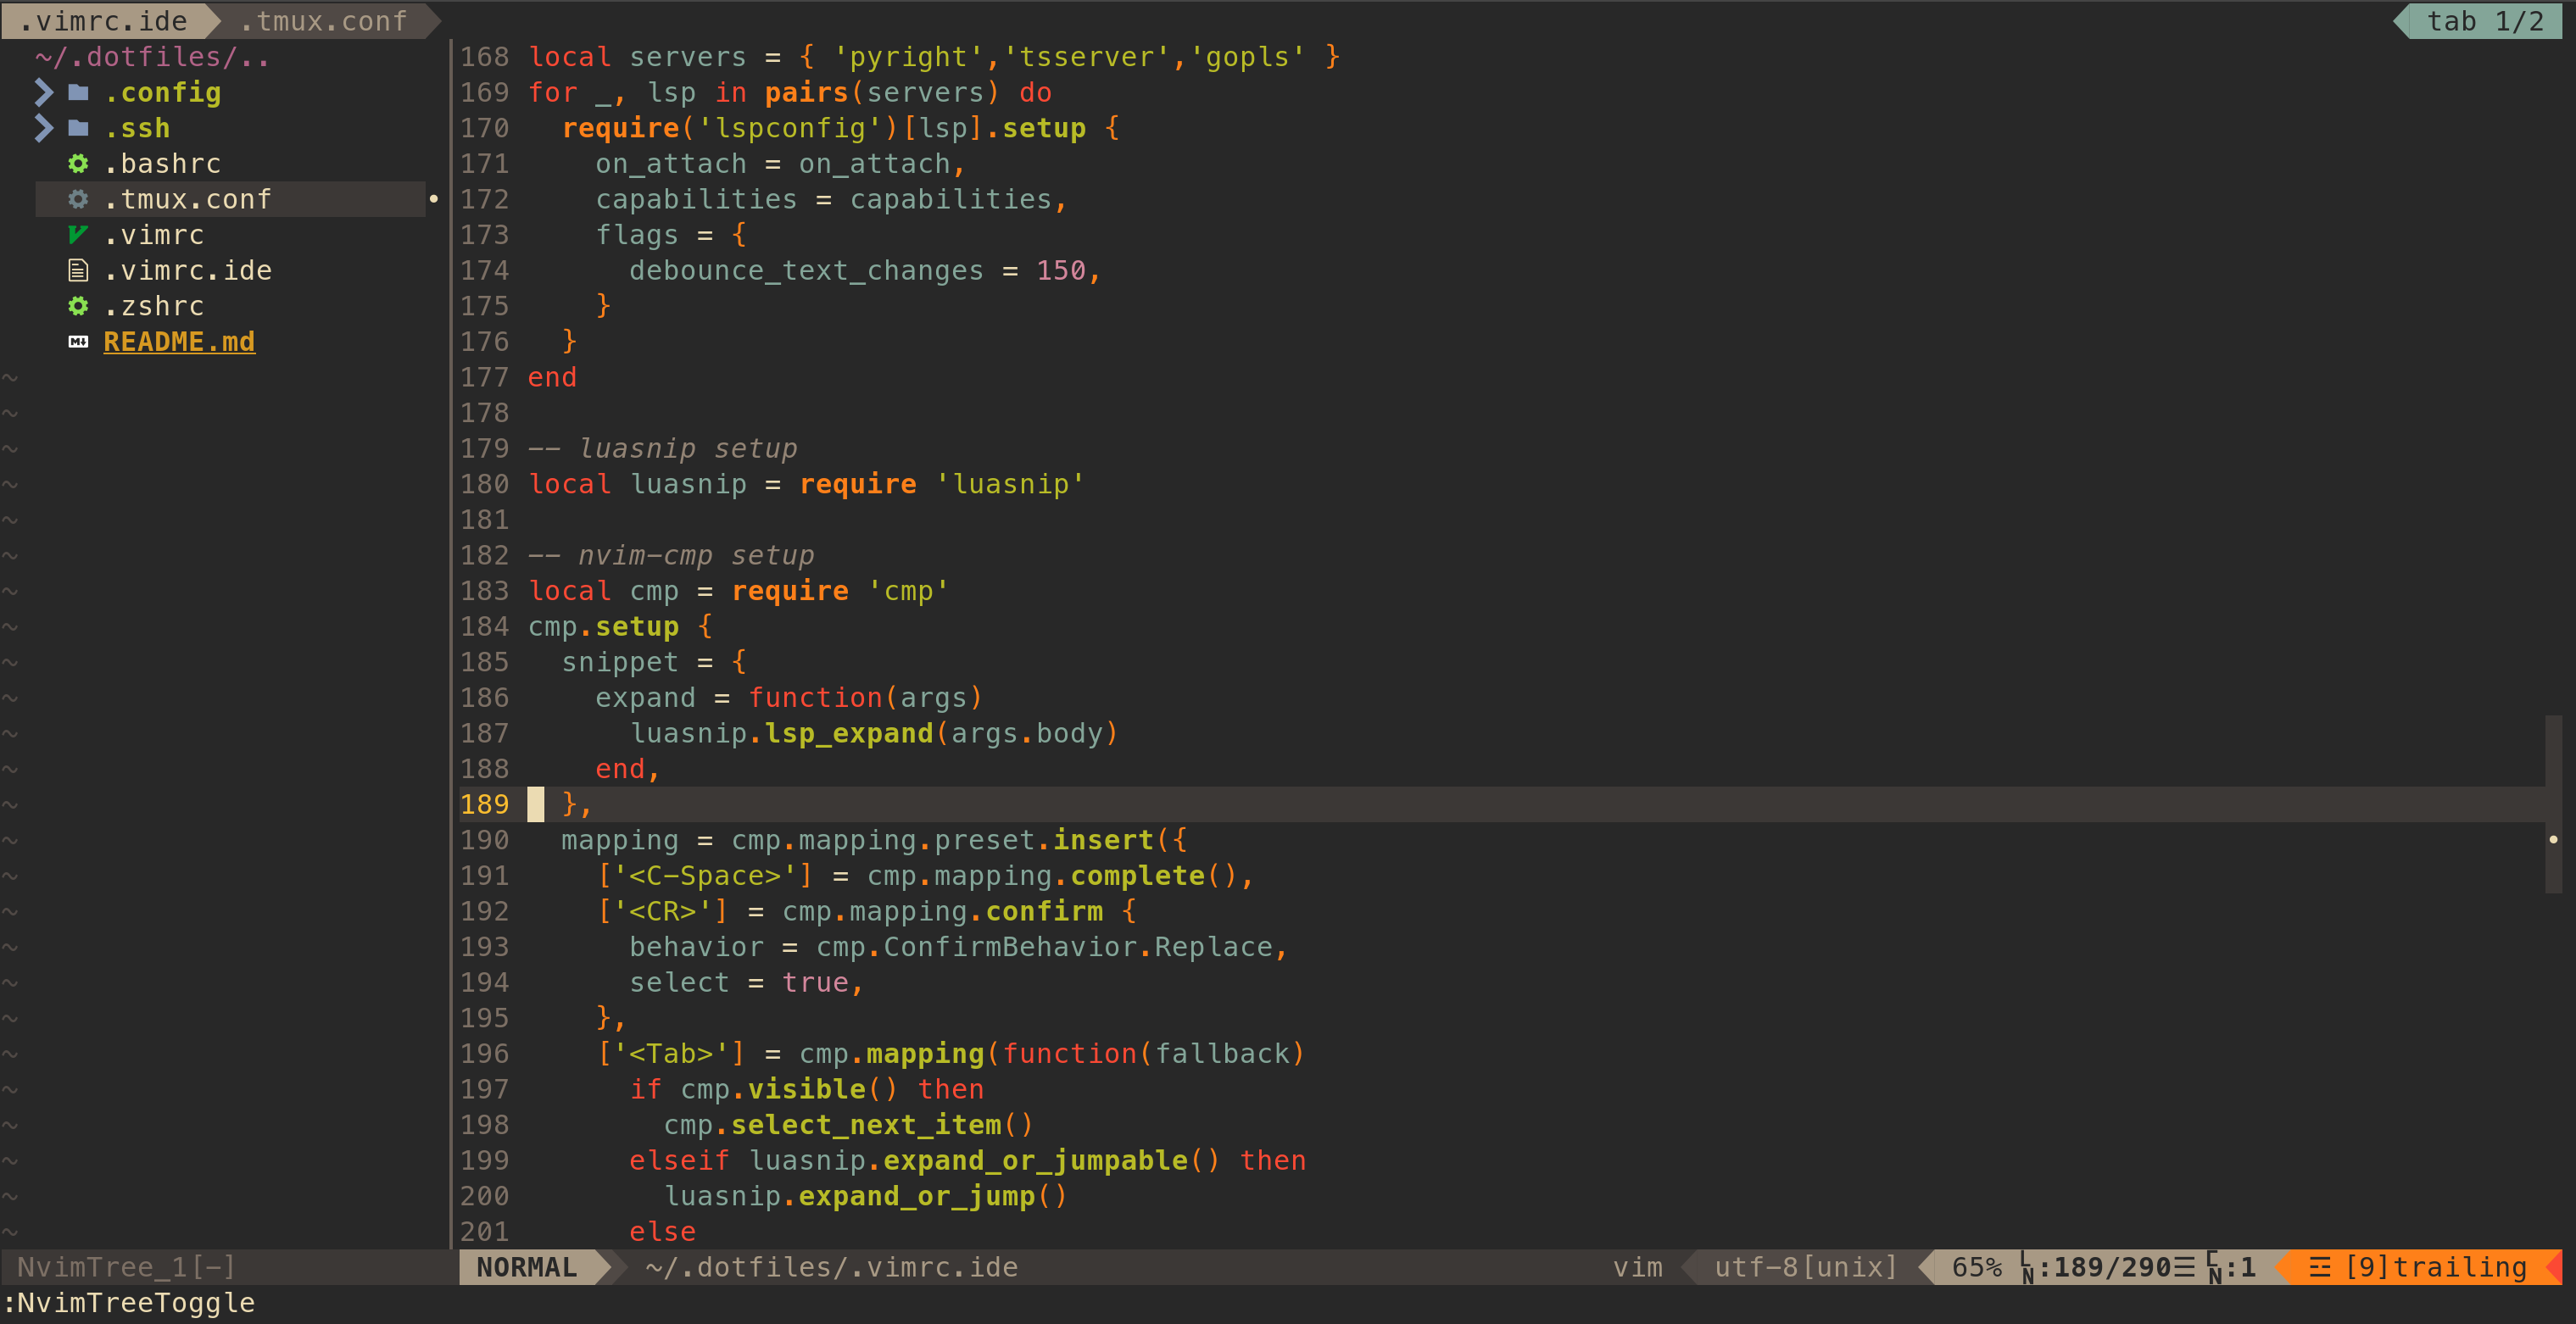 .vimrc.ide .tmux.conf tab 1/2
~/.dotfiles/..
.config
.ssh
.bashrc
.tmux.conf •
.vimrc
.vimrc.ide
.zshrc
README.md
168 local servers = { 'pyright','tsserver','gopls' }
169 for _, lsp in pairs(servers) do
170   require('lspconfig')[lsp].setup {
171     on_attach = on_attach,
172     capabilities = capabilities,
173     flags = {
174       debounce_text_changes = 150,
175     }
176   }
177 end
178
179 -- luasnip setup
180 local luasnip = require 'luasnip'
181
182 -- nvim-cmp setup
183 local cmp = require 'cmp'
184 cmp.setup {
185   snippet = {
186     expand = function(args)
187       luasnip.lsp_expand(args.body)
188     end,
189   },
190   mapping = cmp.mapping.preset.insert({
191     ['<C-Space>'] = cmp.mapping.complete(),
192     ['<CR>'] = cmp.mapping.confirm {
193       behavior = cmp.ConfirmBehavior.Replace,
194       select = true,
195     },
196     ['<Tab>'] = cmp.mapping(function(fallback)
197       if cmp.visible() then
198         cmp.select_next_item()
199       elseif luasnip.expand_or_jumpable() then
200         luasnip.expand_or_jump()
201       else
NvimTree_1[-] NORMAL ~/.dotfiles/.vimrc.ide vim utf-8[unix] 65% LN:189/290☰ LN:1 ☲ [9]trailing
:NvimTreeToggle